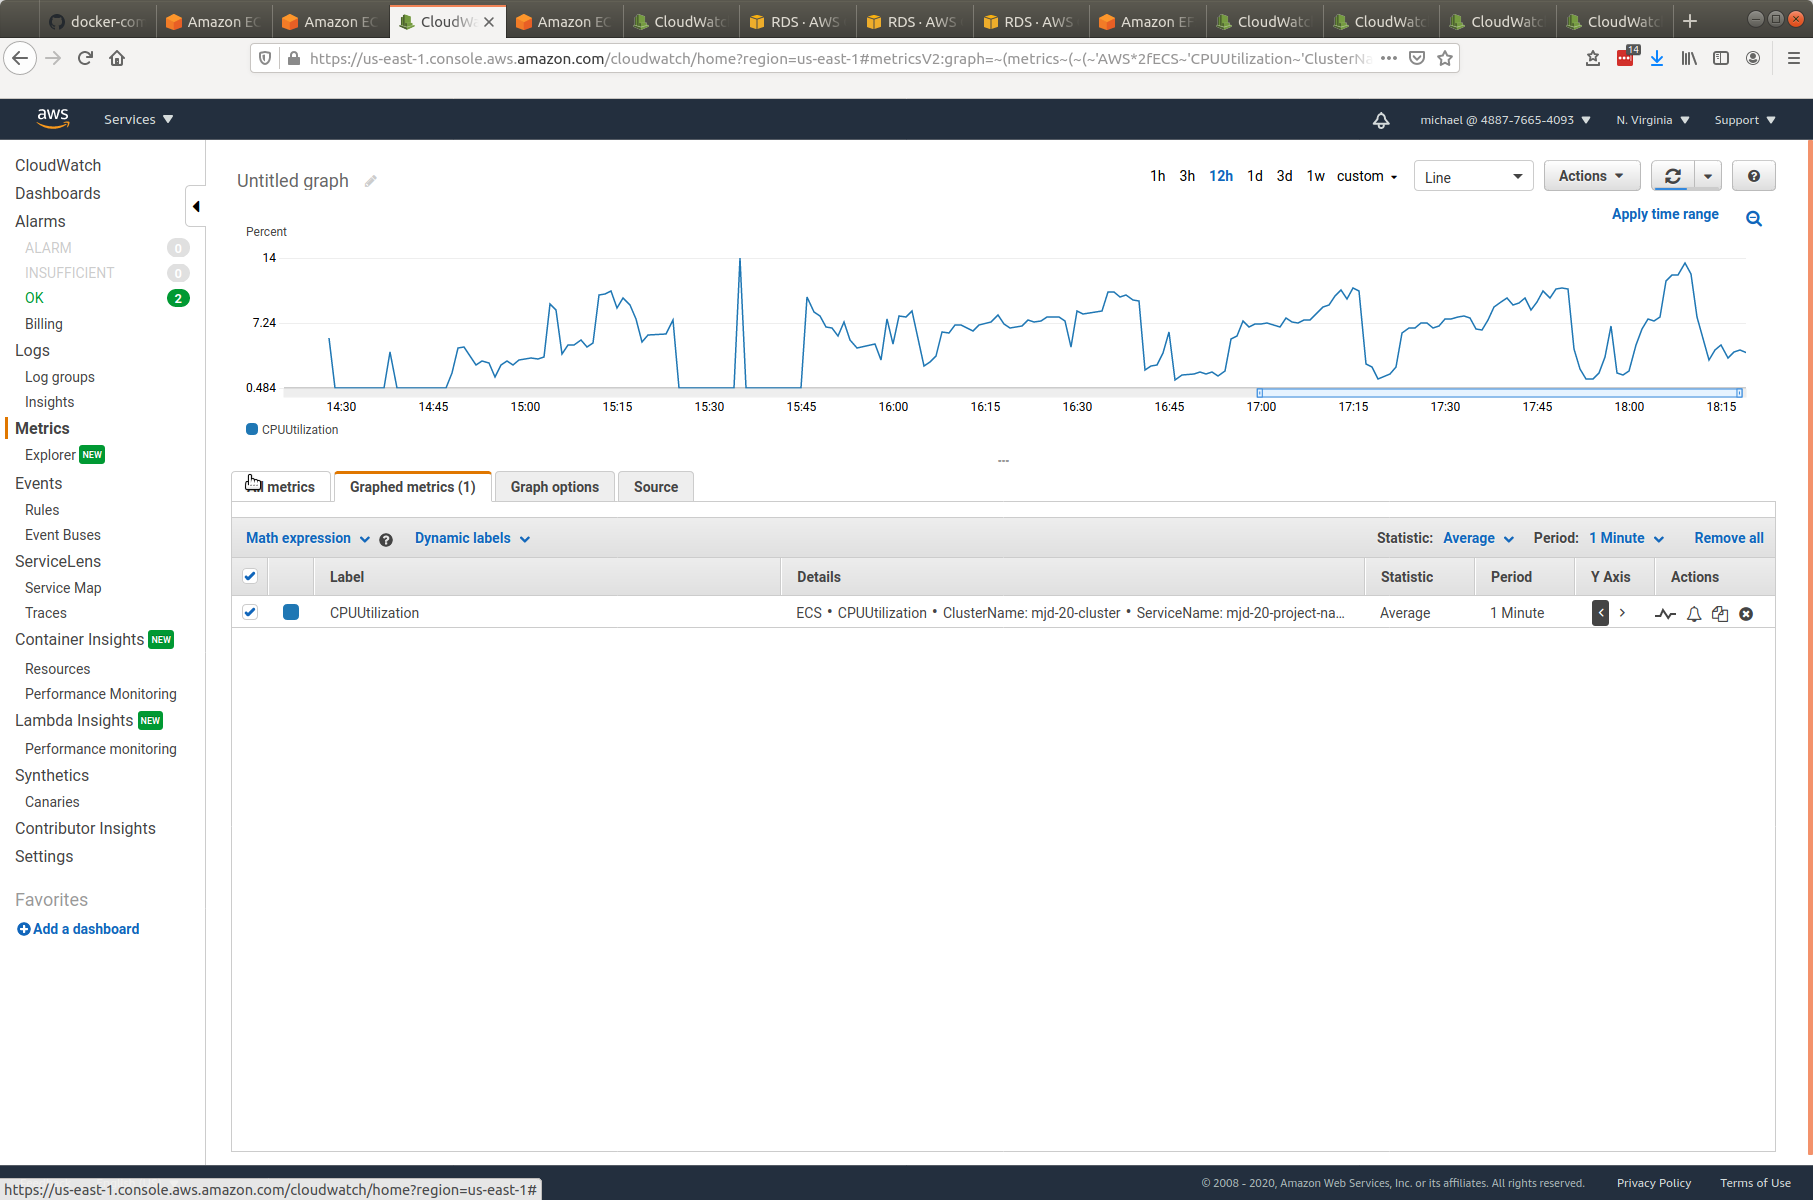 docker-com
Amazon EC
Amazon EC
CloudWa
Amazon EC
CloudWatc
RDS · AWS
RDS · AWS
RDS · AWS
Amazon EF
CloudWatc
CloudWatc
CloudWatc
CloudWatc
https://us-east-1.console.aws.amazon.com/cloudwatch/home?region=us-east-1#metricsV2:graph=~(metrics~(~(~'AWS*2fECS~'CPUUtilization~'ClusterNa
14
aws
Services
michael @ 4887-7665-4093
N. Virginia
Support
CloudWatch
Dashboards
Alarms
ALARM 0
INSUFFICIENT 0
OK 2
Billing
Logs
Log groups
Insights
Metrics
Explorer NEW
Events
Rules
Event Buses
ServiceLens
Service Map
Traces
Container Insights NEW
Resources
Performance Monitoring
Lambda Insights NEW
Performance monitoring
Synthetics
Canaries
Contributor Insights
Settings
Favorites
Add a dashboard
Untitled graph
1h 3h 12h 1d 3d 1w custom
Line
Actions
Apply time range
Percent
14
7.24
0.484
14:30 14:45 15:00 15:15 15:30 15:45 16:00 16:15 16:30 16:45 17:00 17:15 17:30 17:45 18:00 18:15
CPUUtilization
metrics
Graphed metrics (1)
Graph options
Source
Math expression
Dynamic labels
Statistic: Average
Period: 1 Minute
Remove all
Label Details Statistic Period Y Axis Actions
CPUUtilization ECS • CPUUtilization • ClusterName: mjd-20-cluster • ServiceName: mjd-20-project-na... Average 1 Minute
© 2008 - 2020, Amazon Web Services, Inc. or its affiliates. All rights reserved. Privacy Policy Terms of Use
https://us-east-1.console.aws.amazon.com/cloudwatch/home?region=us-east-1#